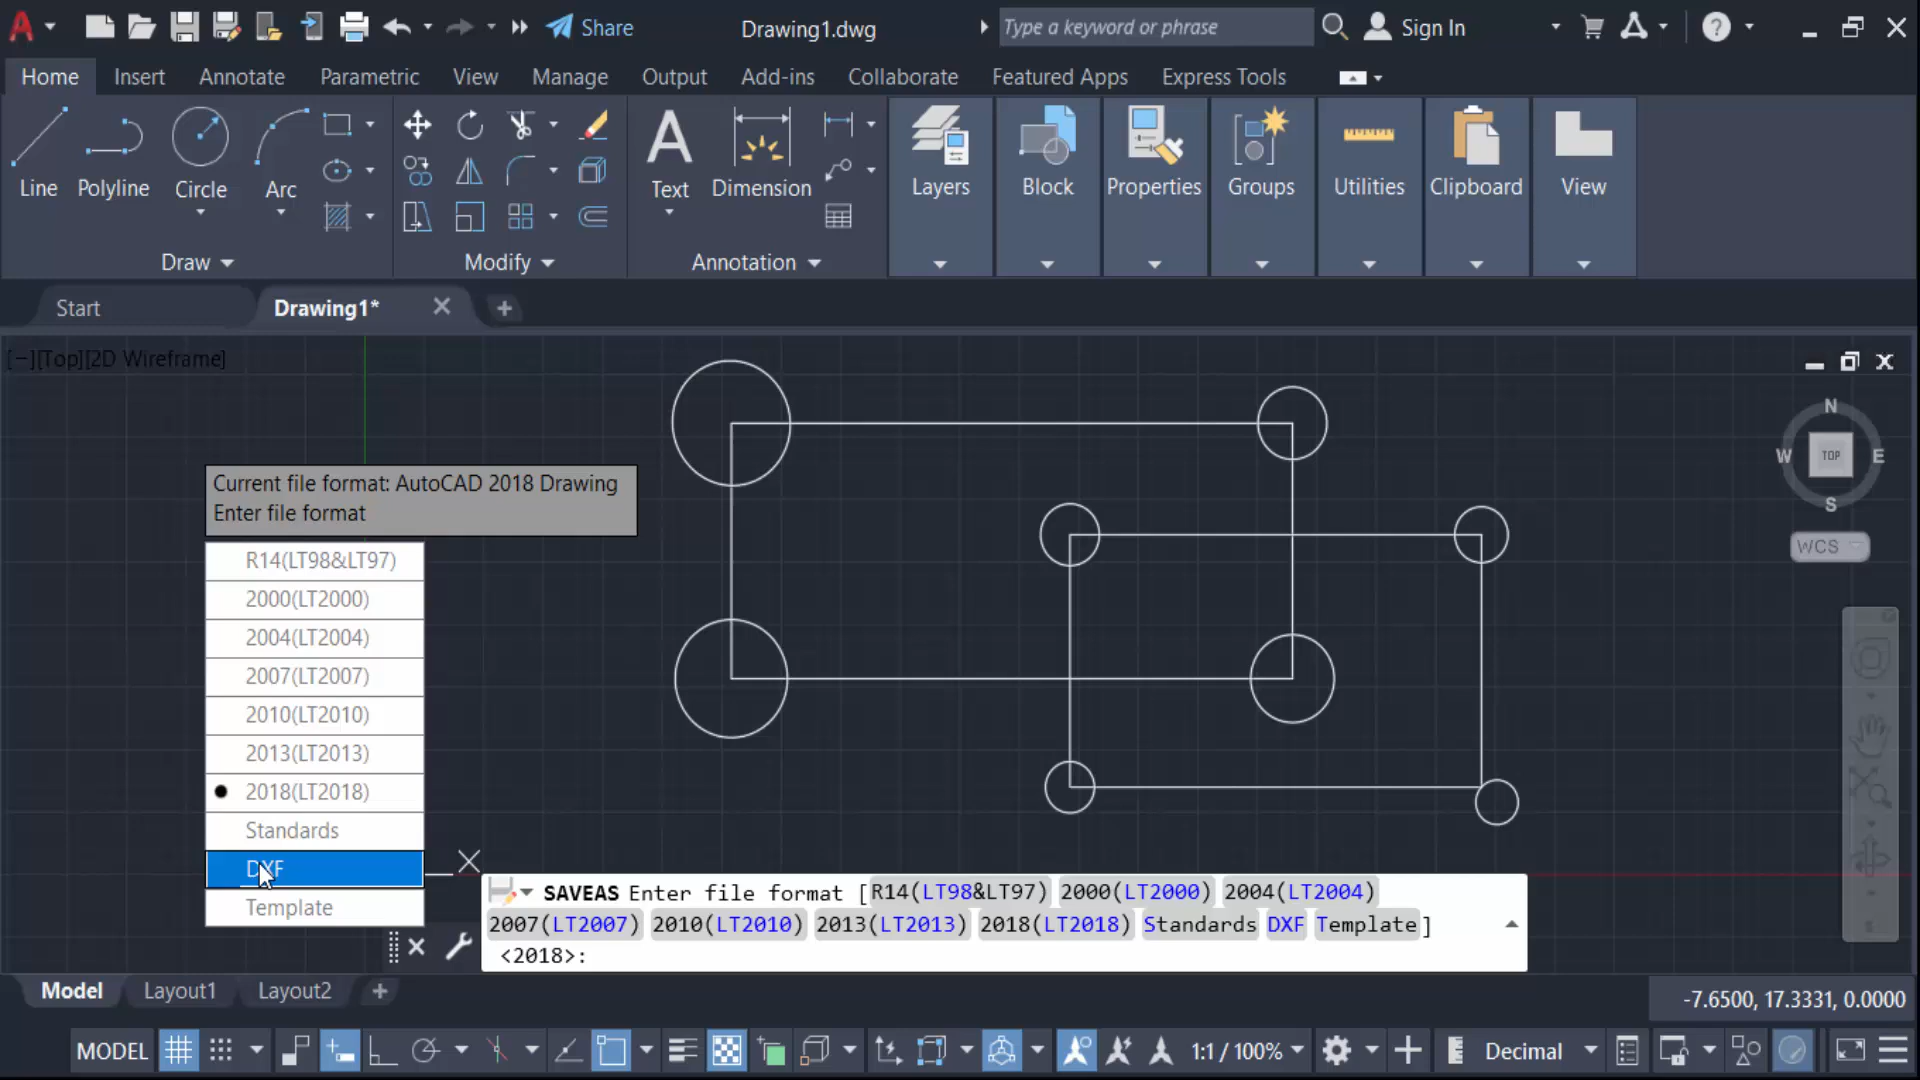 Share
Drawing1.dwg
Type a keyword or phrase
Sign In
Home
Insert
Annotate
Parametric
View
Manage
Output
Add-ins
Collaborate
Featured Apps
Express Tools
Line
Polyline
Circle
Arc
Text
Dimension
Layers
Block
Properties
Groups
Utilities
Clipboard
View
Draw
Modify
Annotation
Start
Drawing1*
[−][Top][2D Wireframe]
N
W
TOP
E
S
WCS
Current file format: AutoCAD 2018 Drawing
Enter file format
R14(LT98&LT97)
2000(LT2000)
2004(LT2004)
2007(LT2007)
2010(LT2010)
2013(LT2013)
2018(LT2018)
Standards
DXF
Template
SAVEAS Enter file format [R14(LT98&LT97) 2000(LT2000) 2004(LT2004)
2007(LT2007) 2010(LT2010) 2013(LT2013) 2018(LT2018) Standards DXF Template]
<2018>:
Model
Layout1
Layout2
-7.6500, 17.3331, 0.0000
MODEL
1:1 / 100%
Decimal